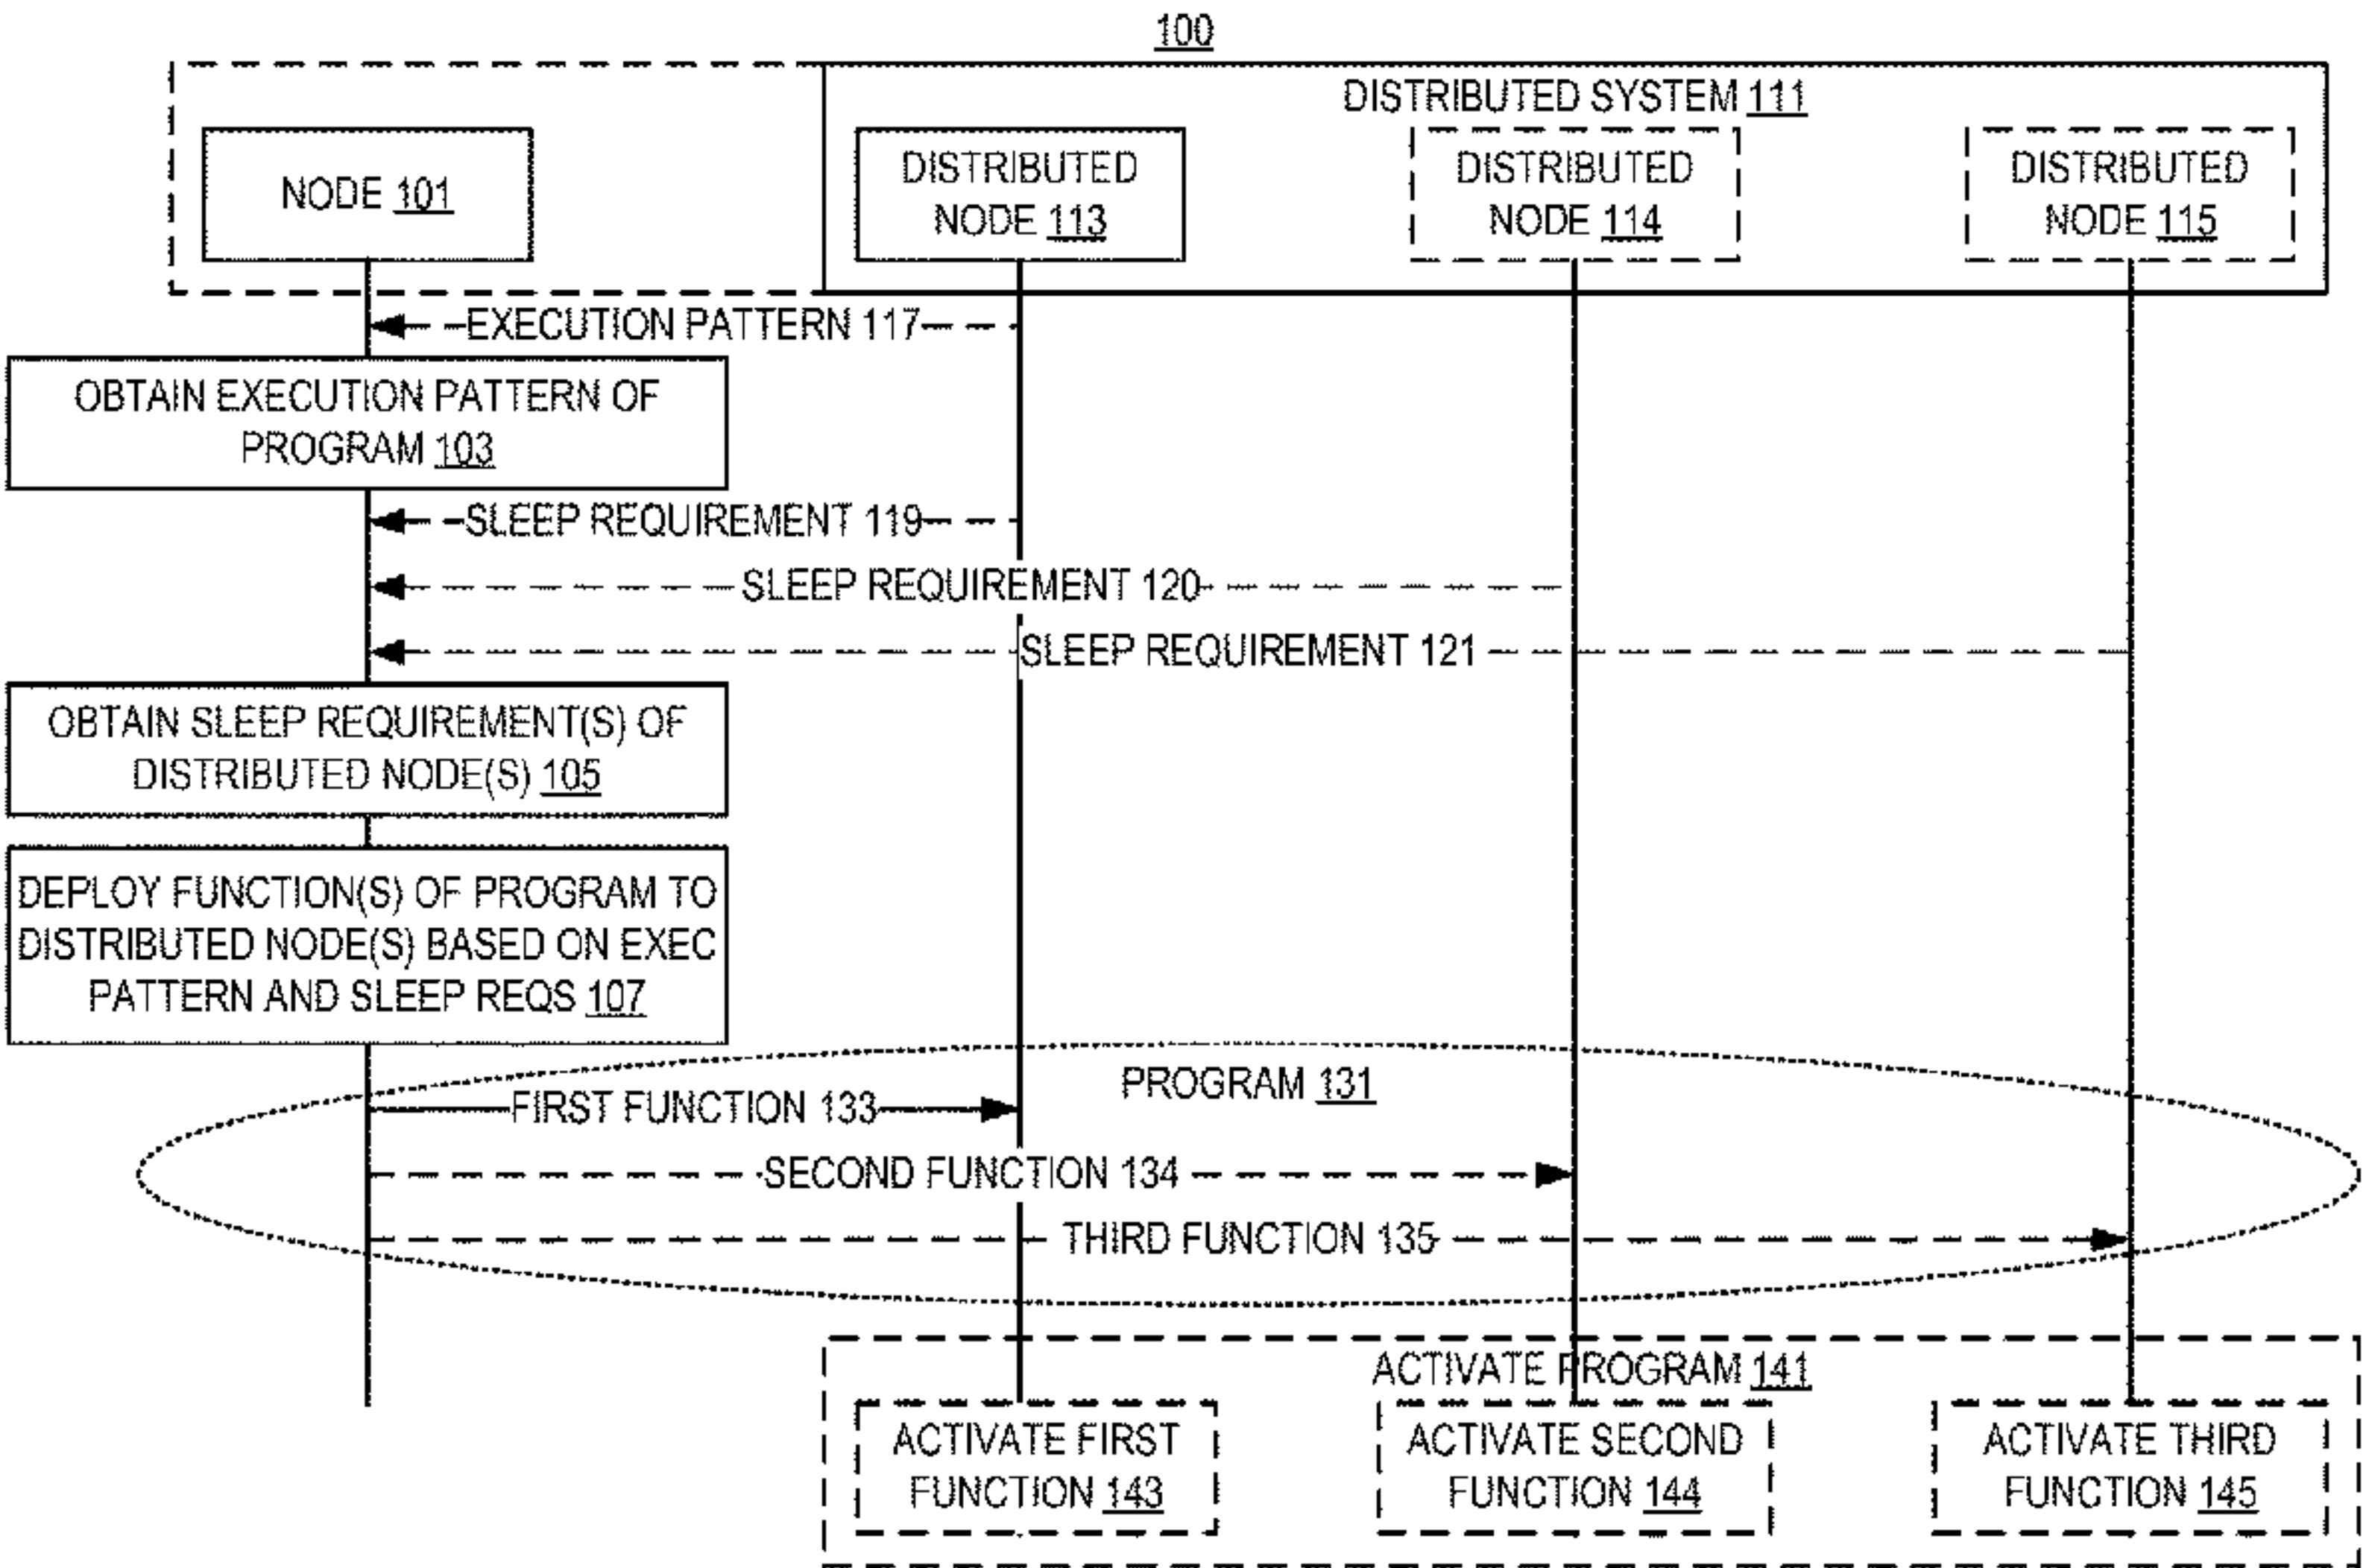 100
DISTRIBUTED SYSTEM 111
NODE 101
DISTRIBUTED
NODE 113
DISTRIBUTED
NODE 114
DISTRIBUTED
NODE 115
EXECUTION PATTERN 117
OBTAIN EXECUTION PATTERN OF
PROGRAM 103
SLEEP REQUIREMENT 119
SLEEP REQUIREMENT 120
SLEEP REQUIREMENT 121
OBTAIN SLEEP REQUIREMENT(S) OF
DISTRIBUTED NODE(S) 105
DEPLOY FUNCTION(S) OF PROGRAM TO
DISTRIBUTED NODE(S) BASED ON EXEC
PATTERN AND SLEEP REQS 107
PROGRAM 131
FIRST FUNCTION 133
SECOND FUNCTION 134
THIRD FUNCTION 135
ACTIVATE PROGRAM 141
ACTIVATE FIRST
FUNCTION 143
ACTIVATE SECOND
FUNCTION 144
ACTIVATE THIRD
FUNCTION 145